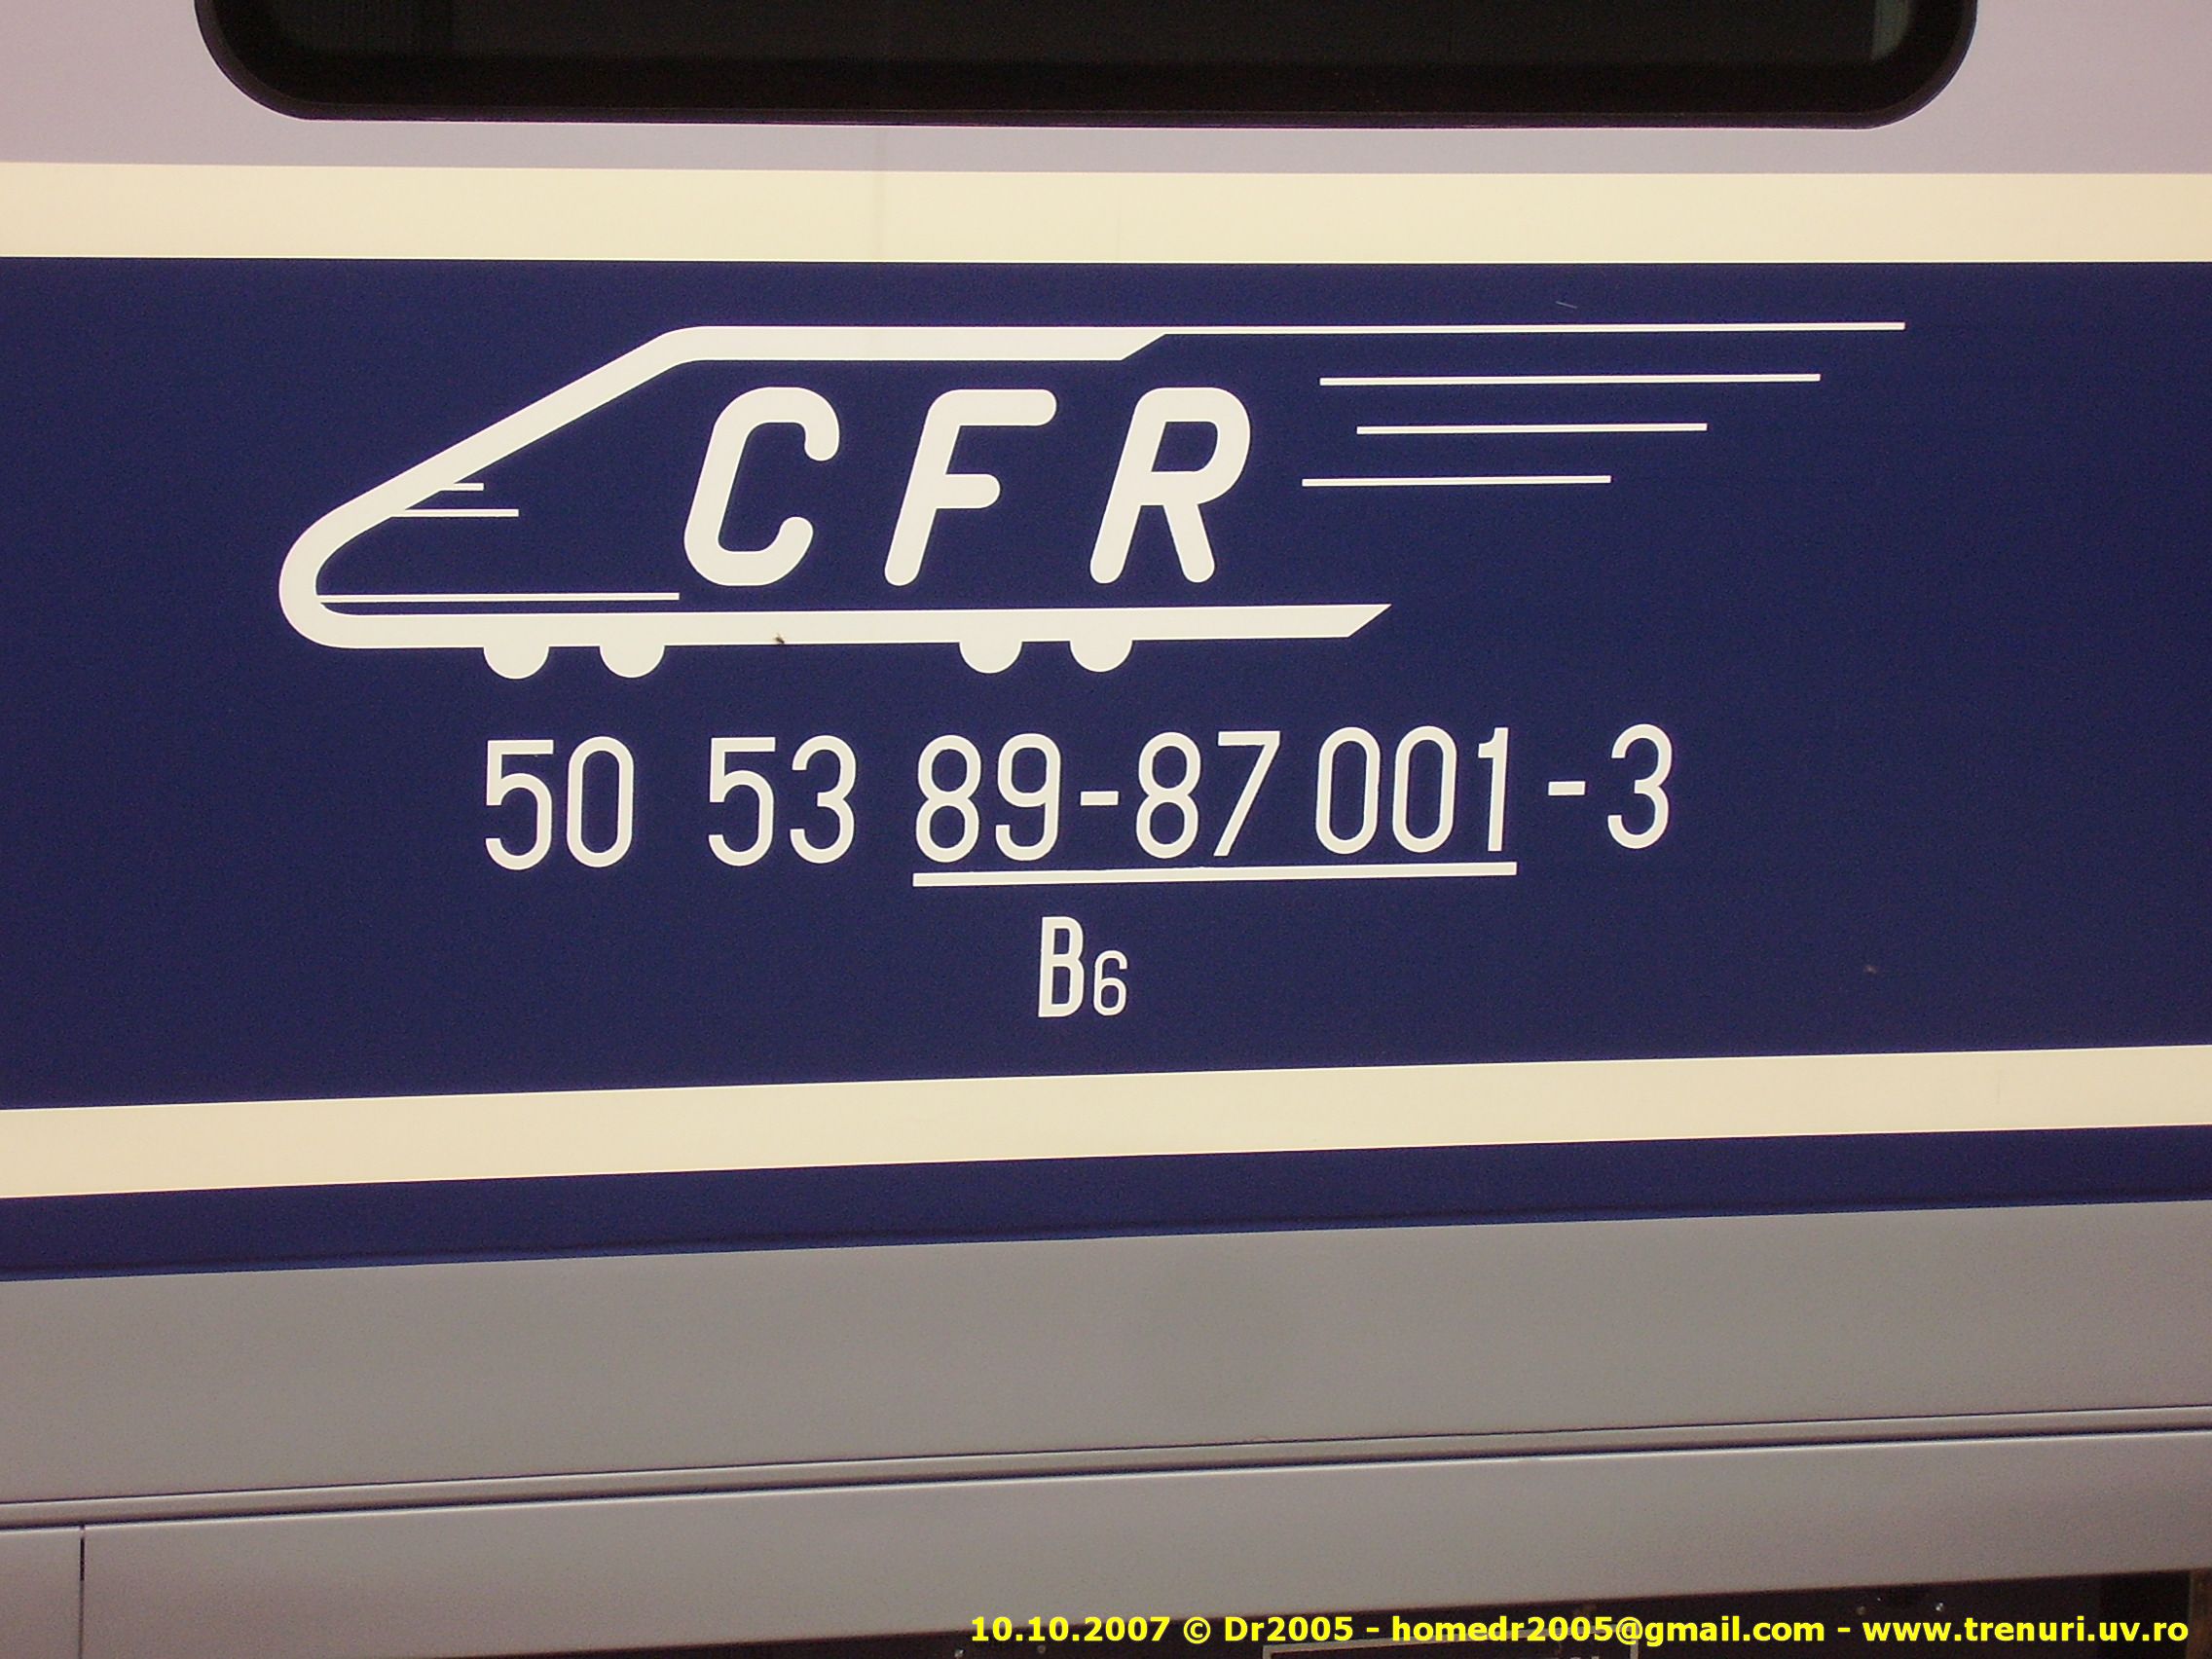 CFR
50 53 89-87 001-3
B6
10.10.2007 © Dr2005 - homedr2005@gmail.com - www.trenuri.uv.ro